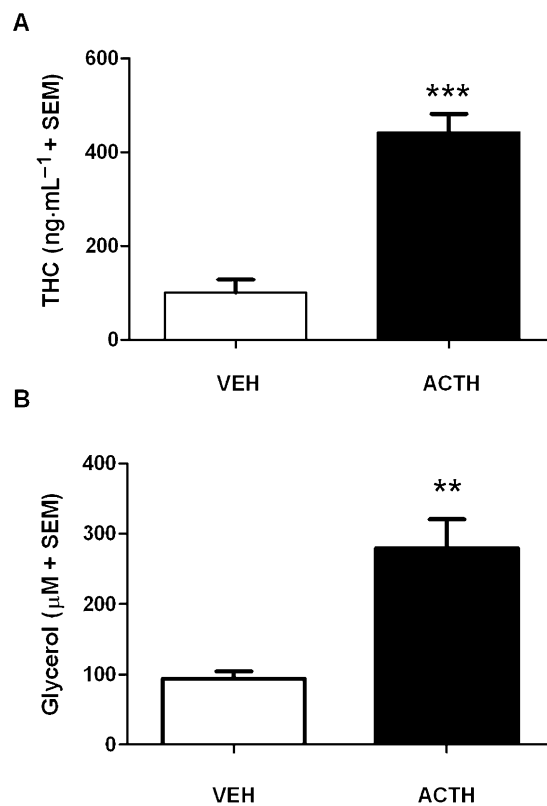 A
THC (ng·mL⁻¹ + SEM)
600
400
200
0
***
VEH
ACTH
B
Glycerol (μM + SEM)
400
300
200
100
0
**
VEH
ACTH